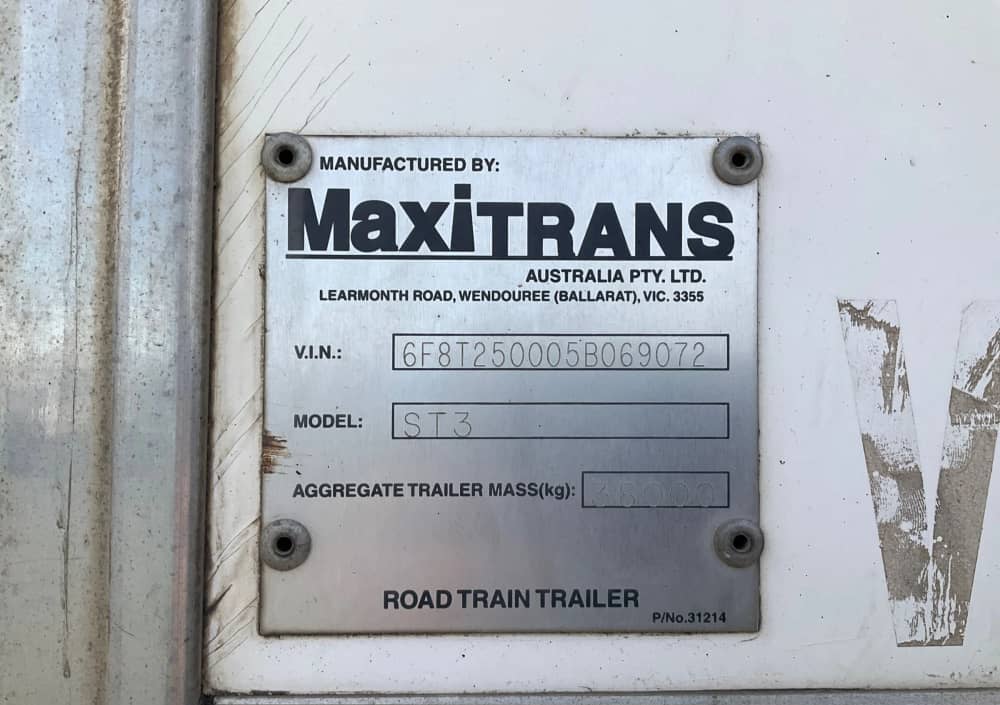 MANUFACTURED BY:
MaxiTRANS
AUSTRALIA PTY. LTD.
LEARMONTH ROAD, WENDOUREE (BALLARAT), VIC. 3355
V.I.N.: 6F8T250005B069072
MODEL: ST3
AGGREGATE TRAILER MASS(kg):
ROAD TRAIN TRAILER
P/No.31214